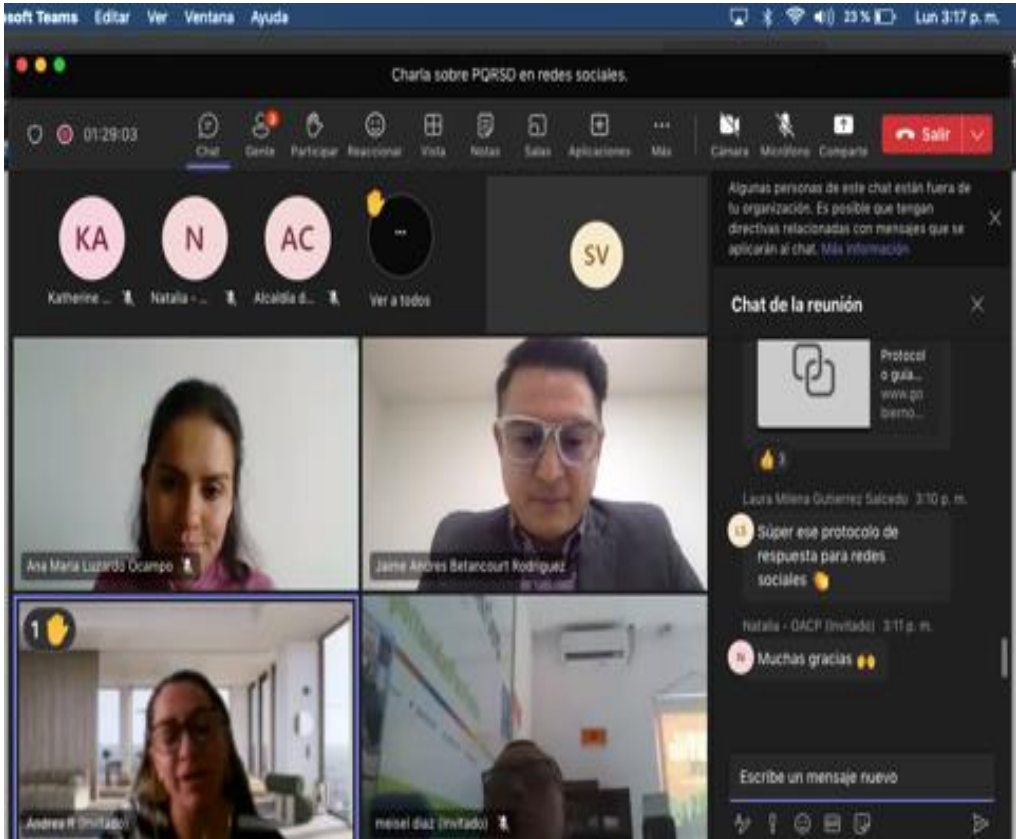 soft Teams Editar Ver Ventana Ayuda 23 % Lun 3:17 p. m.
Charla sobre PQRSD en redes sociales.
01:29:03
3
Chat Gente Participar Reaccionar Vista Notas Salas Aplicaciones Más Cámara Micrófono Compartir Salir
KA N AC ...
Katherine ... Natalia - ... Alcaldía d... Ver a todos
SV
Ana Maria Luzardo Ocampo
Jaime Andres Betancourt Rodriguez
1
Andrea R (Invitado)
meisel diaz (Invitado)
Algunas personas de este chat están fuera de
tu organización. Es posible que tengan
directivas relacionadas con mensajes que se
aplicarán al chat. Más información
Chat de la reunión
Protocol
o guia...
www.go
bierno...
3
Laura Milena Gutierrez Salcedo 3:10 p. m.
LS
Súper ese protocolo de
respuesta para redes
sociales
Natalia - OACP (Invitado) 3:11 p. m.
N
Muchas gracias
Escribe un mensaje nuevo